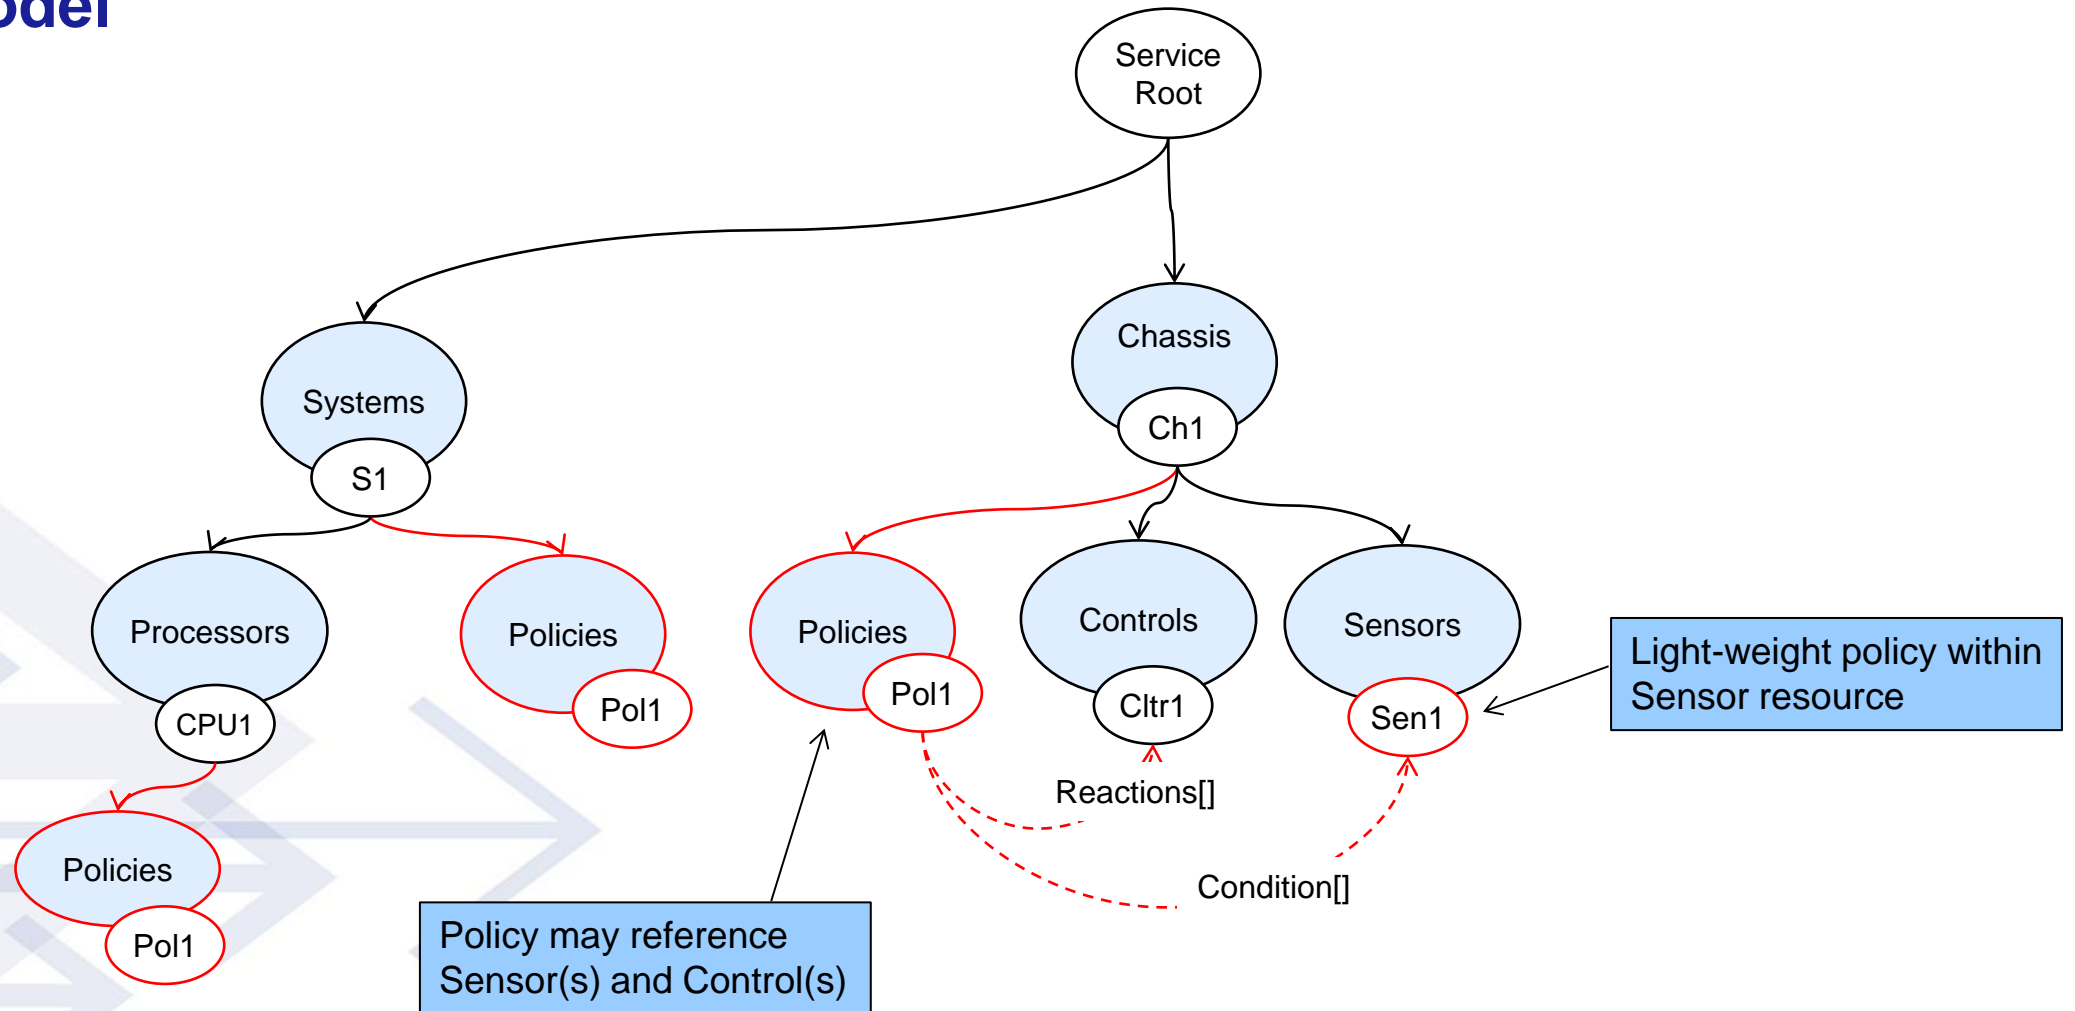 Service
Root
Chassis
Systems
Ch1
S1
Processors
Policies
Policies
Controls
Sensors
Light-weight policy within
Sensor resource
CPU1
Pol1
Pol1
Cltr1
Sen1
Reactions[]
Policies
Condition[]
Pol1
Policy may reference
Sensor(s) and Control(s)